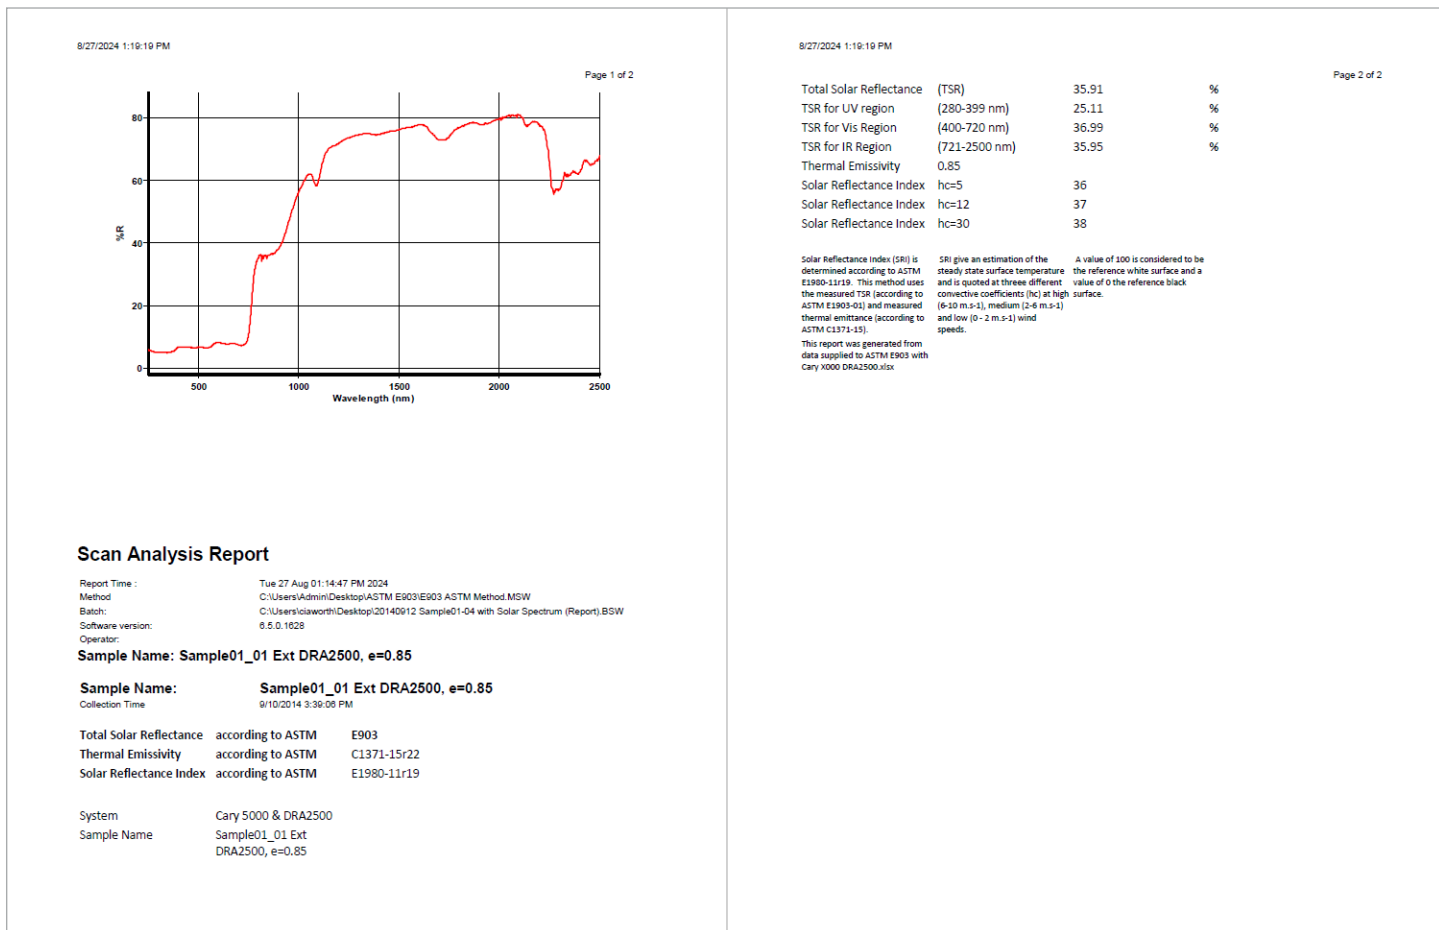 8/27/2024 1:19:19 PM
Page 1 of 2
80
60
40
20
0
%R
500 1000 1500 2000 2500
Wavelength (nm)
Scan Analysis Report
Report Time : Tue 27 Aug 01:14:47 PM 2024
Method C:\Users\Admin\Desktop\ASTM E903\E903 ASTM Method.MSW
Batch: C:\Users\ciaworth\Desktop\20140912 Sample01-04 with Solar Spectrum (Report).BSW
Software version: 6.5.0.1628
Operator:
Sample Name: Sample01_01 Ext DRA2500, e=0.85
Sample Name: Sample01_01 Ext DRA2500, e=0.85
Collection Time 9/10/2014 3:39:06 PM
Total Solar Reflectance according to ASTM E903
Thermal Emissivity according to ASTM C1371-15r22
Solar Reflectance Index according to ASTM E1980-11r19
System Cary 5000 & DRA2500
Sample Name Sample01_01 Ext
DRA2500, e=0.85
8/27/2024 1:19:19 PM
Page 2 of 2
Total Solar Reflectance (TSR) 35.91 %
TSR for UV region (280-399 nm) 25.11 %
TSR for Vis Region (400-720 nm) 36.99 %
TSR for IR Region (721-2500 nm) 35.95 %
Thermal Emissivity 0.85
Solar Reflectance Index hc=5 36
Solar Reflectance Index hc=12 37
Solar Reflectance Index hc=30 38
Solar Reflectance Index (SRI) is
determined according to ASTM
E1980-11r19. This method uses
the measured TSR (according to
ASTM E1903-01) and measured
thermal emittance (according to
ASTM C1371-15).
SRI give an estimation of the
steady state surface temperature
and is quoted at threee different
convective coefficients (hc) at high
(6-10 m.s-1), medium (2-6 m.s-1)
and low (0 - 2 m.s-1) wind
speeds.
A value of 100 is considered to be
the reference white surface and a
value of 0 the reference black
surface.
This report was generated from
data supplied to ASTM E903 with
Cary X000 DRA2500.xlsx